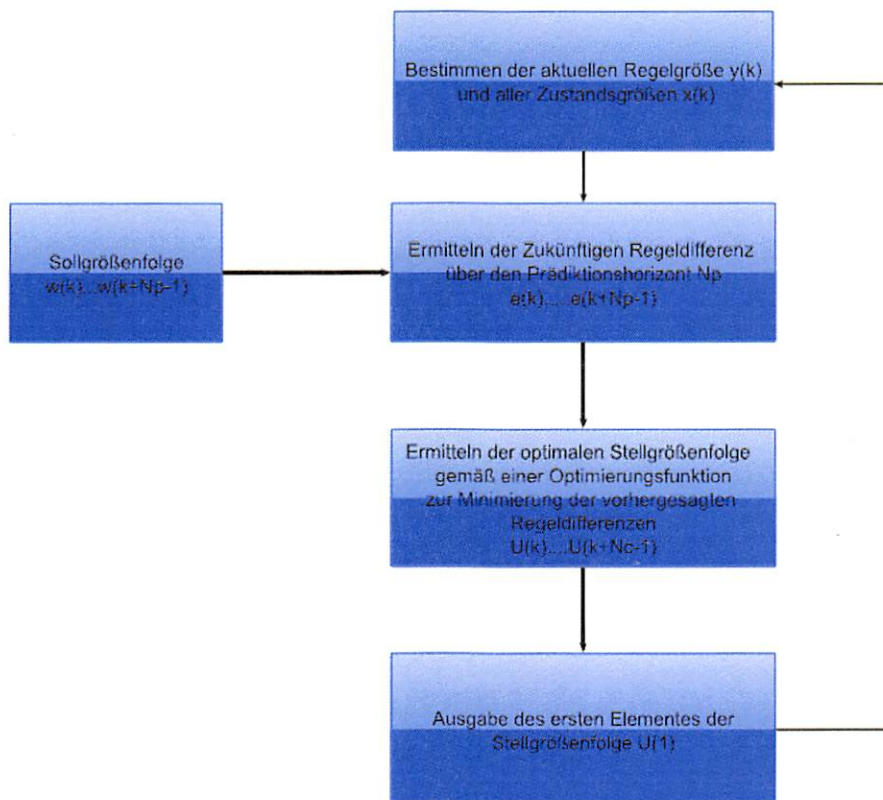 Bestimmen der aktuellen Regelgröße y(k)
und aller Zustandsgrößen x(k)
Sollgrößenfolge
w(k)...w(k+Np-1)
Ermitteln der Zukünftigen Regeldifferenz
über den Prädiktionshorizont Np
e(k).....e(k+Np-1)
Ermitteln der optimalen Stellgrößenfolge
gemäß einer Optimierungsfunktion
zur Minimierung der vorhergesagten
Regeldifferenzen
U(k)....U(k+Nc-1)
Ausgabe des ersten Elementes der
Stellgrößenfolge U(1)